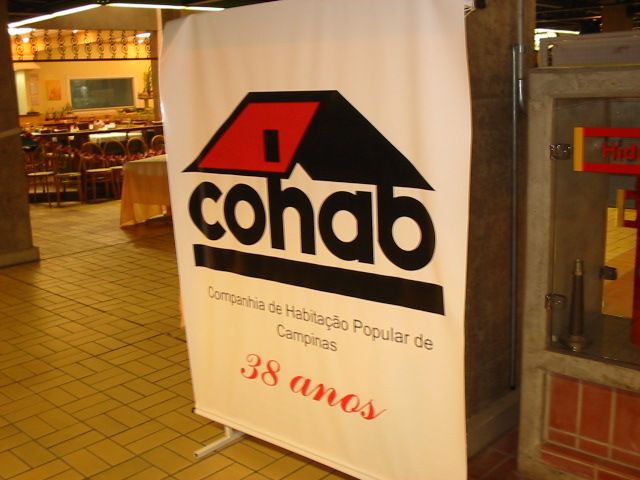 cohab
Companhia de Habitação Popular de
Campinas
38 anos